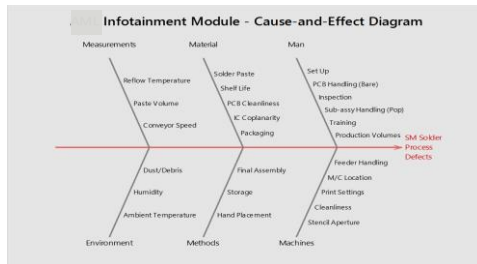 Infotainment Module - Cause-and-Effect Diagram
Measurements
Material
Man
Reflow Temperature
Paste Volume
Conveyor Speed
Solder Paste
Shelf Life
PCB Cleanliness
IC Coplanarity
Packaging
Set Up
PCB Handling (Bare)
Inspection
Sub-assy Handling (Pop)
Training
Production Volumes
SM Solder
Process
Defects
Dust/Debris
Humidity
Ambient Temperature
Final Assembly
Storage
Hand Placement
Feeder Handling
M/C Location
Print Settings
Cleanliness
Stencil Aperture
Environment
Methods
Machines